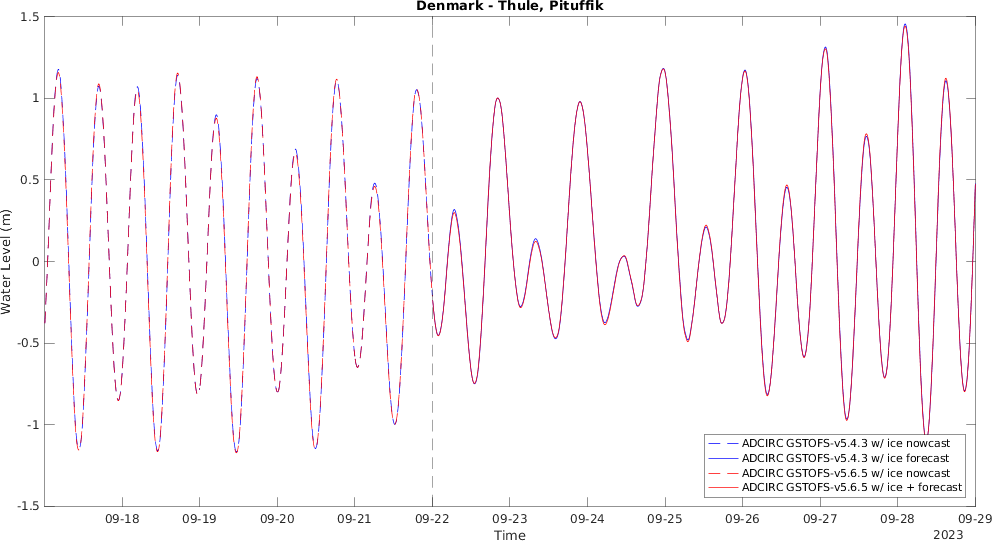 Denmark - Thule, Pituffik
1.5
1
0.5
0
-0.5
-1
-1.5
Water Level (m)
ADCIRC GSTOFS-v5.4.3 w/ ice nowcast
ADCIRC GSTOFS-v5.4.3 w/ ice forecast
ADCIRC GSTOFS-v5.6.5 w/ ice nowcast
ADCIRC GSTOFS-v5.6.5 w/ ice + forecast
09-18 09-19 09-20 09-21 09-22 09-23 09-24 09-25 09-26 09-27 09-28 09-29
Time
2023